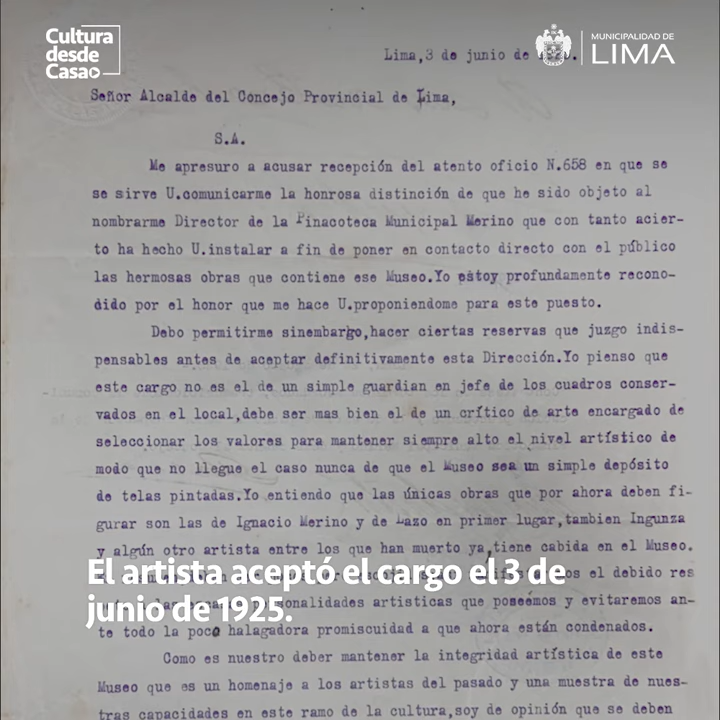 Cultura
desde
Casa
MUNICIPALIDAD DE
LIMA
Lima,3 de junio de
Señor Alcalde del Concejo Provincial de Lima,
S.A.
Me apresuro a acusar recepción del atento oficio N.658 en que se
se sirve U.comunicarme la honrosa distinción de que he sido objeto al
nombrarme Director de la Pinacoteca Municipal Merino que con tanto acier-
to ha hecho U.instalar a fin de poner en contacto directo con el público
las hermosas obras que contiene ese Museo.Yo estoy profundamente recono-
dido por el honor que me hace U.proponiendome para este puesto.
Debo permitirme sinembargo,hacer ciertas reservas que juzgo indis-
pensables antes de aceptar definitivamente esta Dirección.Yo pienso que
este cargo no es el de un simple guardian en jefe de los cuadros conser-
vados en el local,debe ser mas bien el de un crítico de arte encargado de
seleccionar los valores para mantener siempre alto el nivel artístico de
modo que no llegue el caso nunca de que el Museo sea un simple depósito
de telas pintadas.Yo entiendo que las únicas obras que por ahora deben fi-
gurar son las de Ignacio Merino y de Lazo en primer lugar,tambien Ingunza
y algún otro artista entre los que han muerto ya,tiene cabida en el Museo.
El artista aceptó el cargo el 3 de
junio de 1925.
os el debido res
personalidades artisticas que poseémos y evitaremos an-
te todo la poco halagadora promiscuidad a que ahora están condenados.
Como es nuestro deber mantener la integridad artística de este
Museo que es un homenaje a los artistas del pasado y una muestra de nues-
tras capacidades en este ramo de la cultura,soy de opinión que se deben